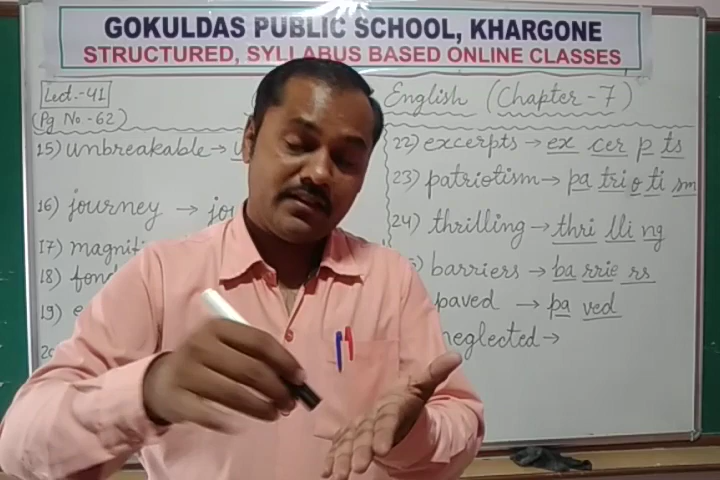 GOKULDAS PUBLIC SCHOOL, KHARGONE
STRUCTURED, SYLLABUS BASED ONLINE CLASSES
Lect.-41
English (Chapter-7)
(Pg No-62)
15) unbreakable→
16) journey →
17)
18)
19)
22) excerpts → ex cer p ts
23) patriotism→ pa tri o ti sm
24) thrilling → thri lli ng
barriers → ba rrie rs
paved → pa ved
neglected→